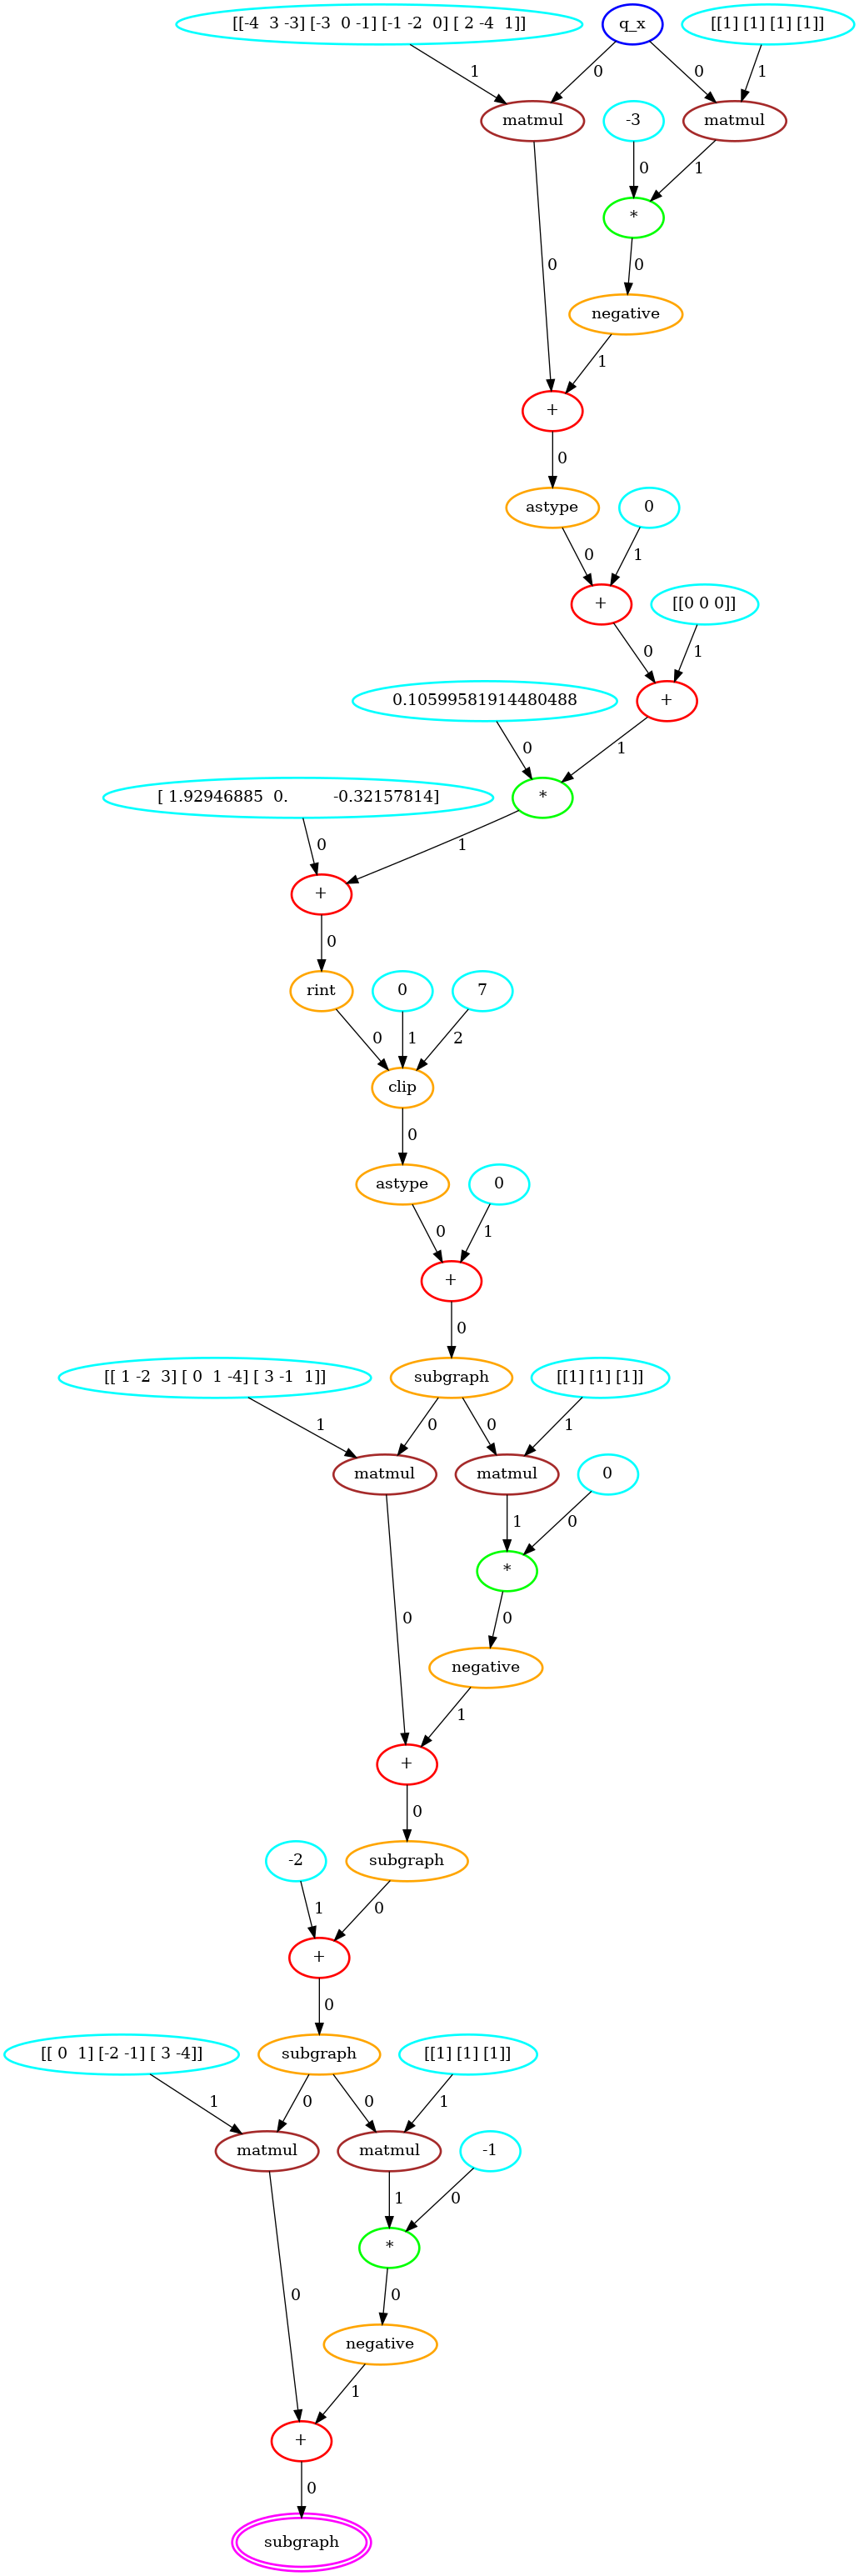 [[-4  3 -3] [-3  0 -1] [-1 -2  0] [ 2 -4  1]]
q_x
[[1] [1] [1] [1]]
1
0
0
1
matmul
-3
matmul
0
1
*
0
0
negative
1
+
0
astype
0
0
1
+
[[0 0 0]]
0
1
0.10599581914480488
+
0
1
[ 1.92946885  0.         -0.32157814]
*
0
1
+
0
rint
0
7
0
1
2
clip
0
astype
0
0
1
+
0
[[ 1 -2  3] [ 0  1 -4] [ 3 -1  1]]
subgraph
[[1] [1] [1]]
1
0
0
1
matmul
matmul
0
1
0
*
0
0
negative
1
+
0
-2
subgraph
1
0
+
0
[[ 0  1] [-2 -1] [ 3 -4]]
subgraph
[[1] [1] [1]]
1
0
0
1
matmul
matmul
-1
1
0
*
0
0
negative
1
+
0
subgraph